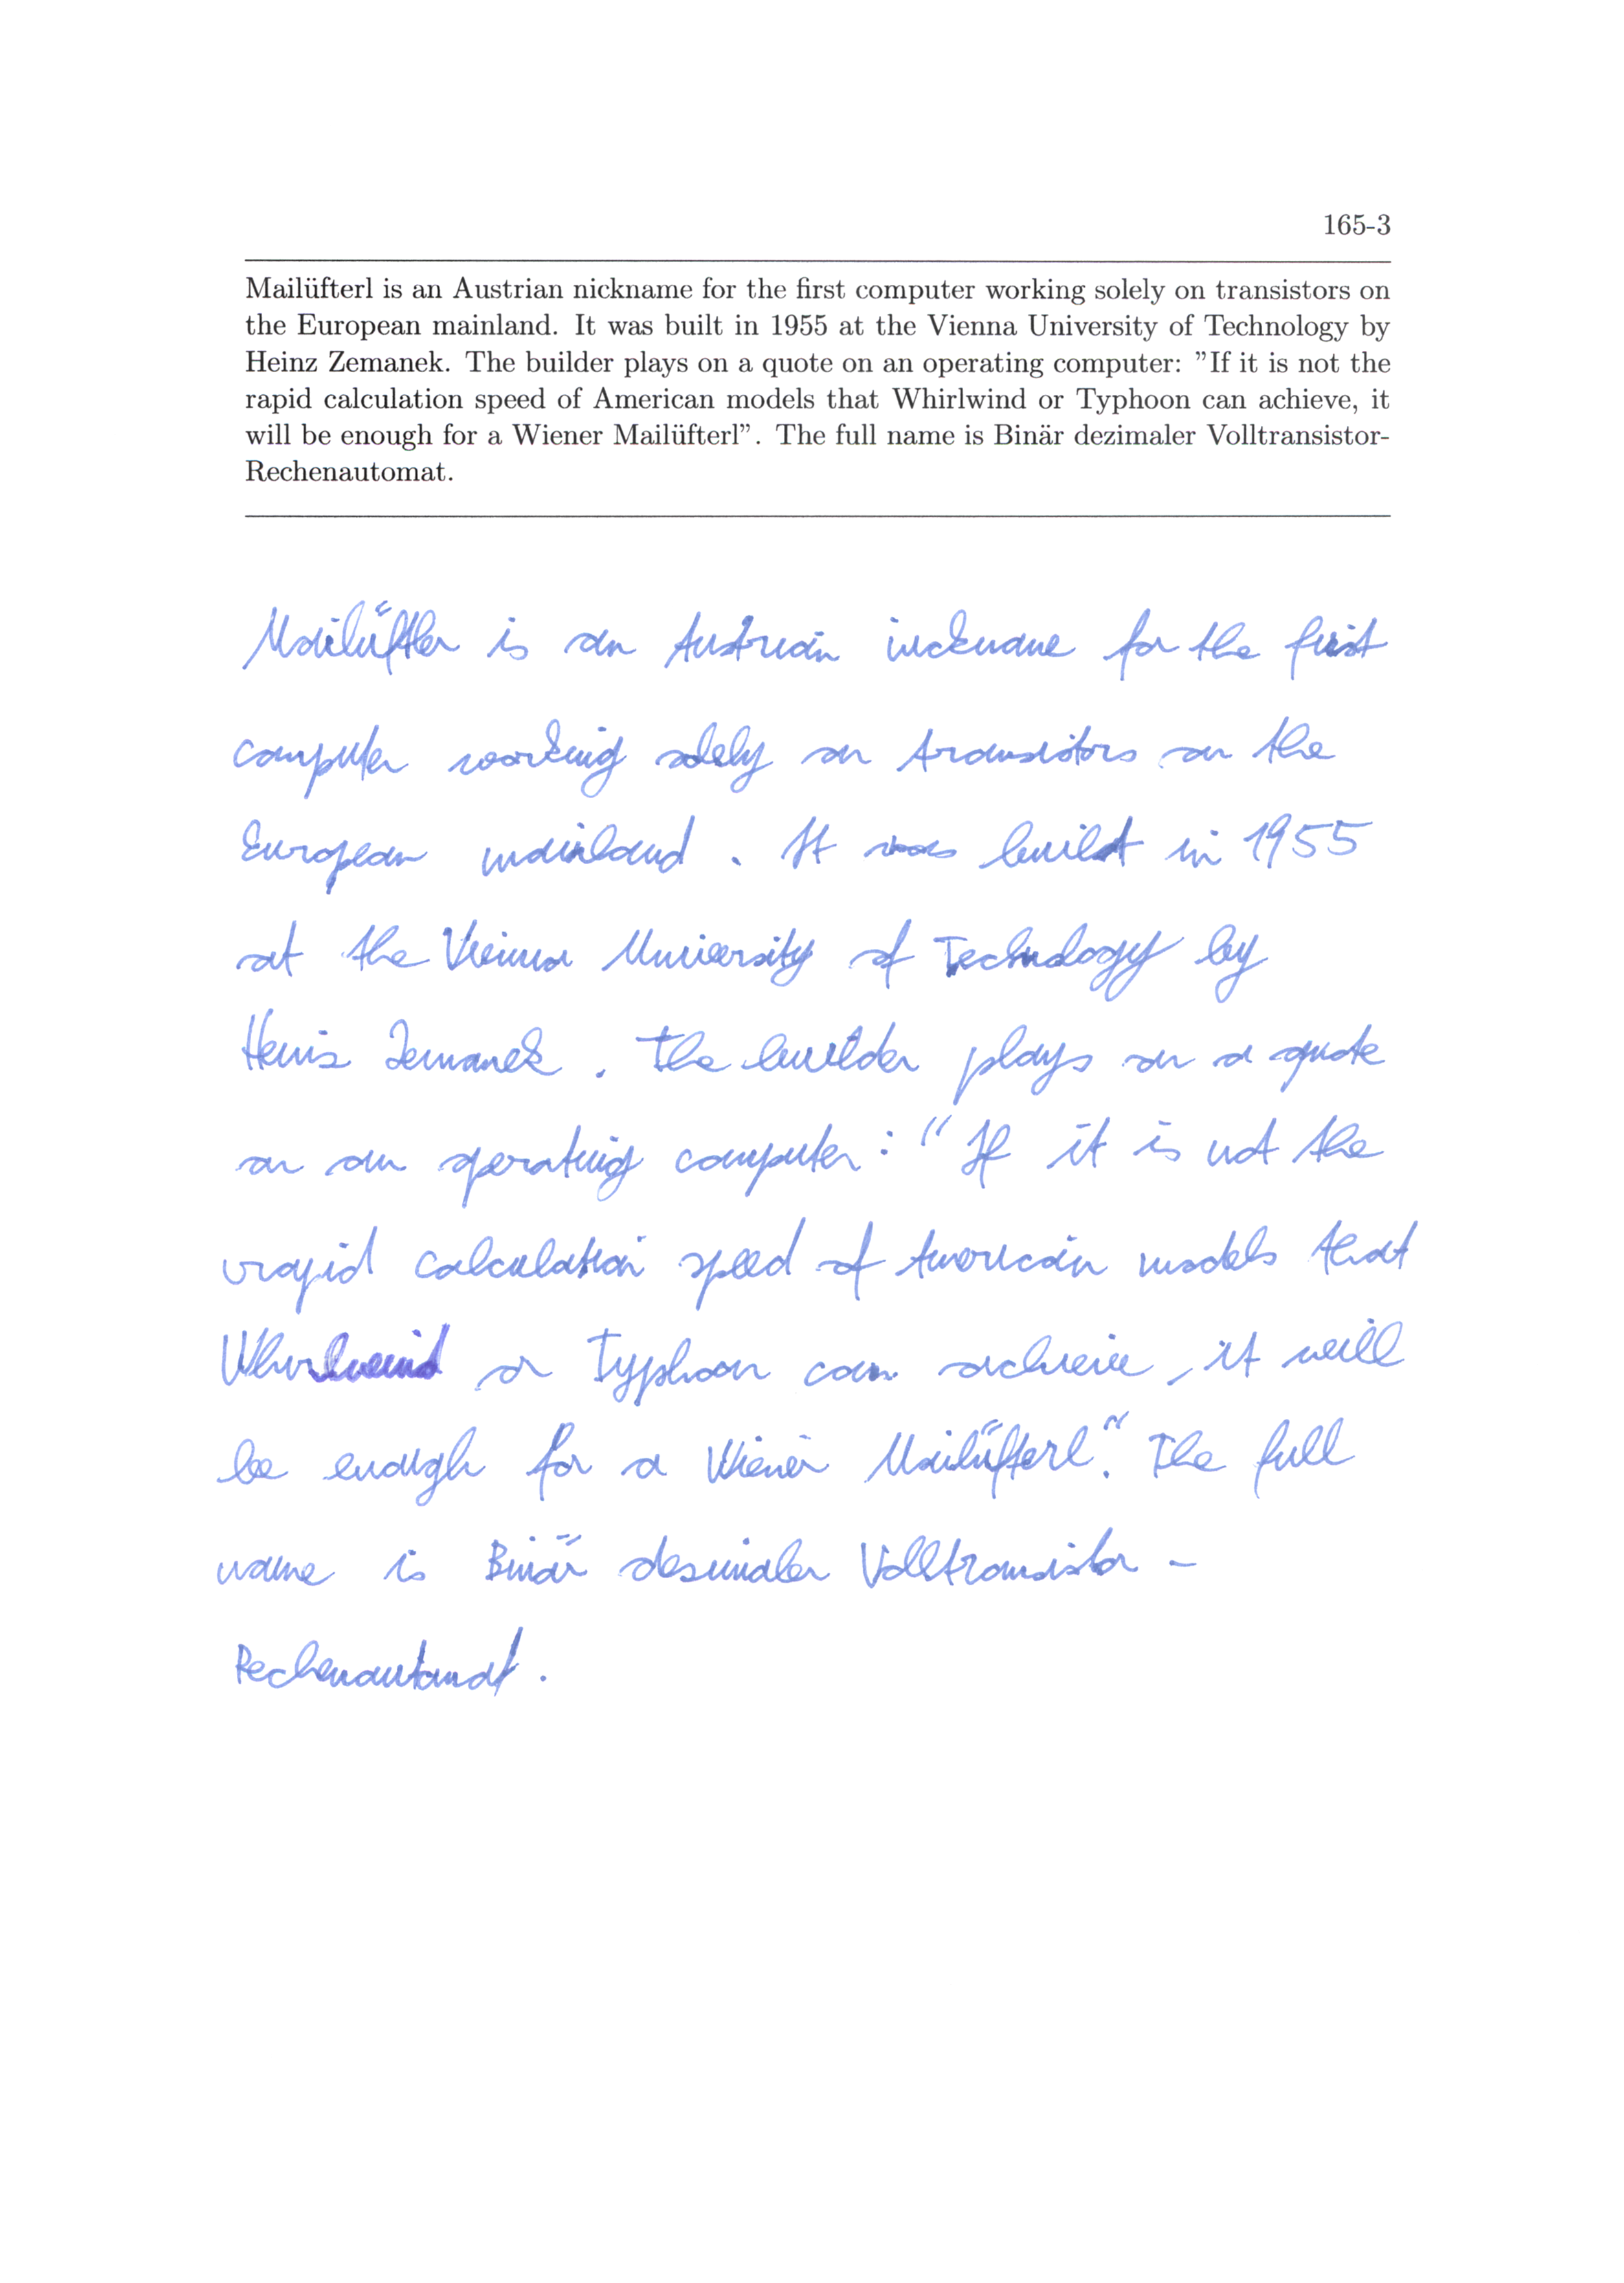 165-3
Mailüfterl is an Austrian nickname for the first computer working solely on transistors on
the European mainland. It was built in 1955 at the Vienna University of Technology by
Heinz Zemanek. The builder plays on a quote on an operating computer: ”If it is not the
rapid calculation speed of American models that Whirlwind or Typhoon can achieve, it
will be enough for a Wiener Mailüfterl”. The full name is Binär dezimaler Volltransistor-
Rechenautomat.
Mailüftler is an Austrian nickname for the first
computer working solely on transistors on the
European mainland. It was built in 1955
at the Vienna University of Technology by
Heinz Zemanek. The builder plays on a quote
on an operating computer: "If it is not the
rapid calculation speed of American models that
Whirlwind or Typhoon can achieve, it will
be enough for a Wiener Mailüfterl". The full
name is Binär desimaler Volltransistor-
Rechenautomat.